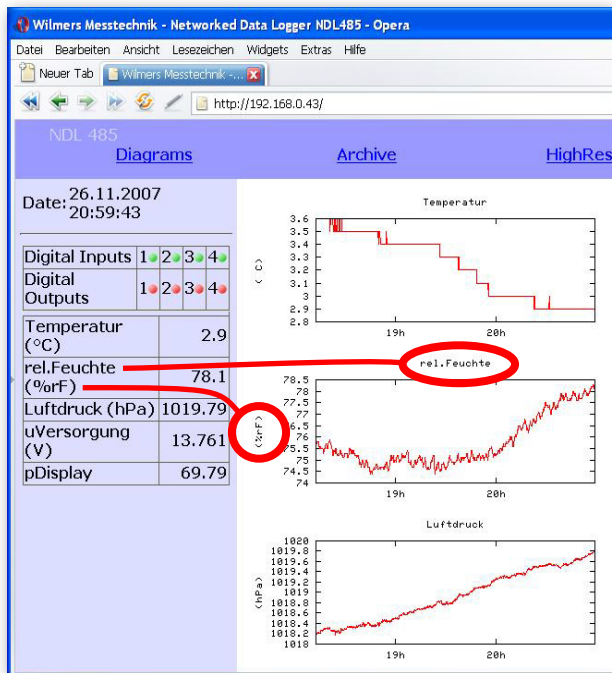 Wilmers Messtechnik - Networked Data Logger NDL485 - Opera
Datei Bearbeiten Ansicht Lesezeichen Widgets Extras Hilfe
Neuer Tab Wilmers Messtechnik -...
http://192.168.0.43/
NDL 485
Diagrams Archive HighRes
Date: 26.11.2007
20:59:43
Digital Inputs 1 2 3 4
Digital
Outputs 1 2 3 4
Temperatur
(°C) 2.9
rel.Feuchte
(%rF) 78.1
Luftdruck (hPa) 1019.79
uVersorgung
(V) 13.761
pDisplay 69.79
Temperatur
( C)
3.6
3.5
3.4
3.3
3.2
3.1
3
2.9
2.8
19h 20h
rel.Feuchte
(%rF)
78.5
78
77.5
77
76.5
76
75.5
75
74.5
74
19h 20h
Luftdruck
(hPa)
1020
1019.8
1019.6
1019.4
1019.2
1019
1018.8
1018.6
1018.4
1018.2
1018
19h 20h